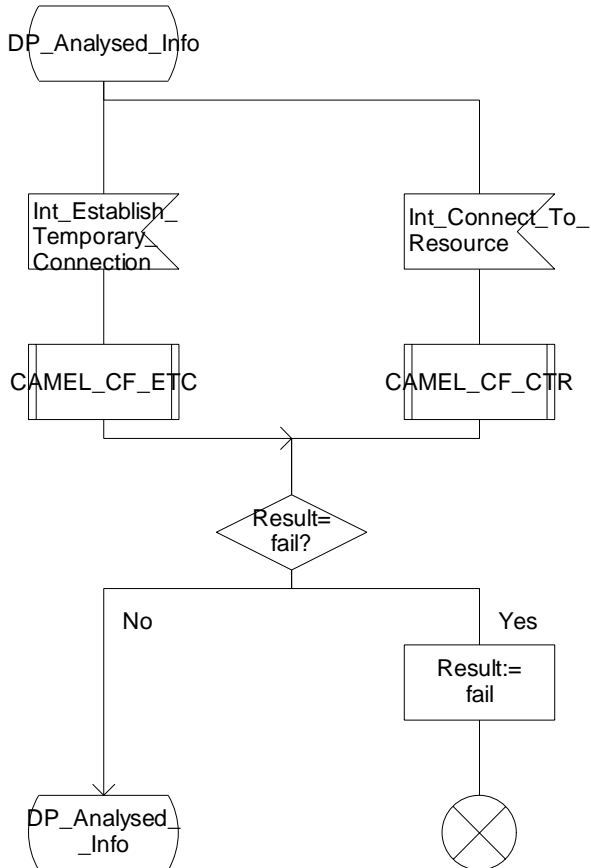 DP_Analysed_Info
Int_Establish_
Temporary_
Connection
Int_Connect_To_
Resource
CAMEL_CF_ETC
CAMEL_CF_CTR
Result=
fail?
No
Yes
Result:=
fail
DP_Analysed_
_Info